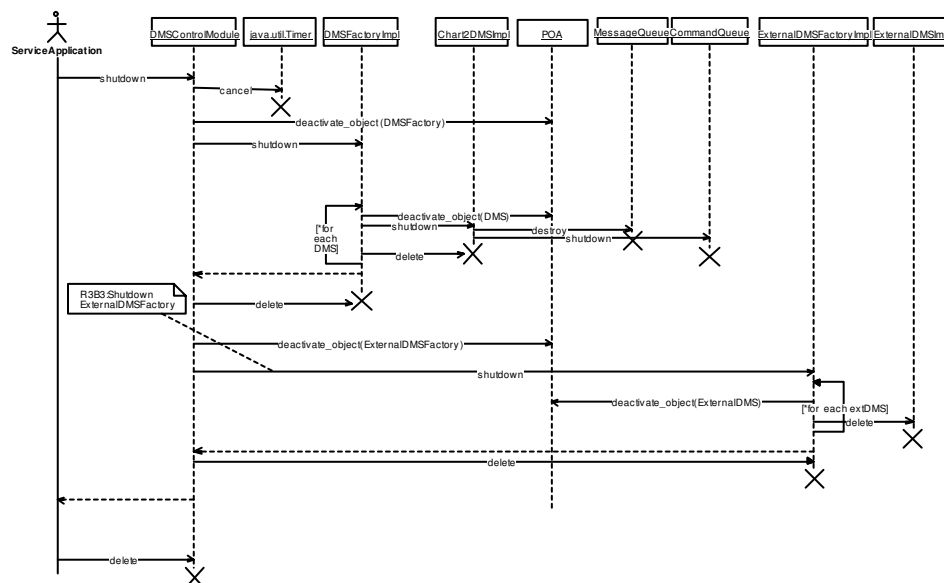 ServiceApplication
DMSControlModule
java.util.Timer
DMSFactoryImpl
Chart2DMSImpl
POA
MessageQueue
CommandQueue
ExternalDMSFactoryImpl
ExternalDMSIm
shutdown
cancel
deactivate_object (DMSFactory)
shutdown
[*for
each
DMS]
deactivate_object(DMS)
shutdown
destroy
shutdown
delete
R3B3:Shutdown
ExternalDMSFactory
delete
deactivate_object(ExternalDMSFactory)
shutdown
deactivate_object(ExternalDMS)
[*for each extDMS]
delete
delete
delete